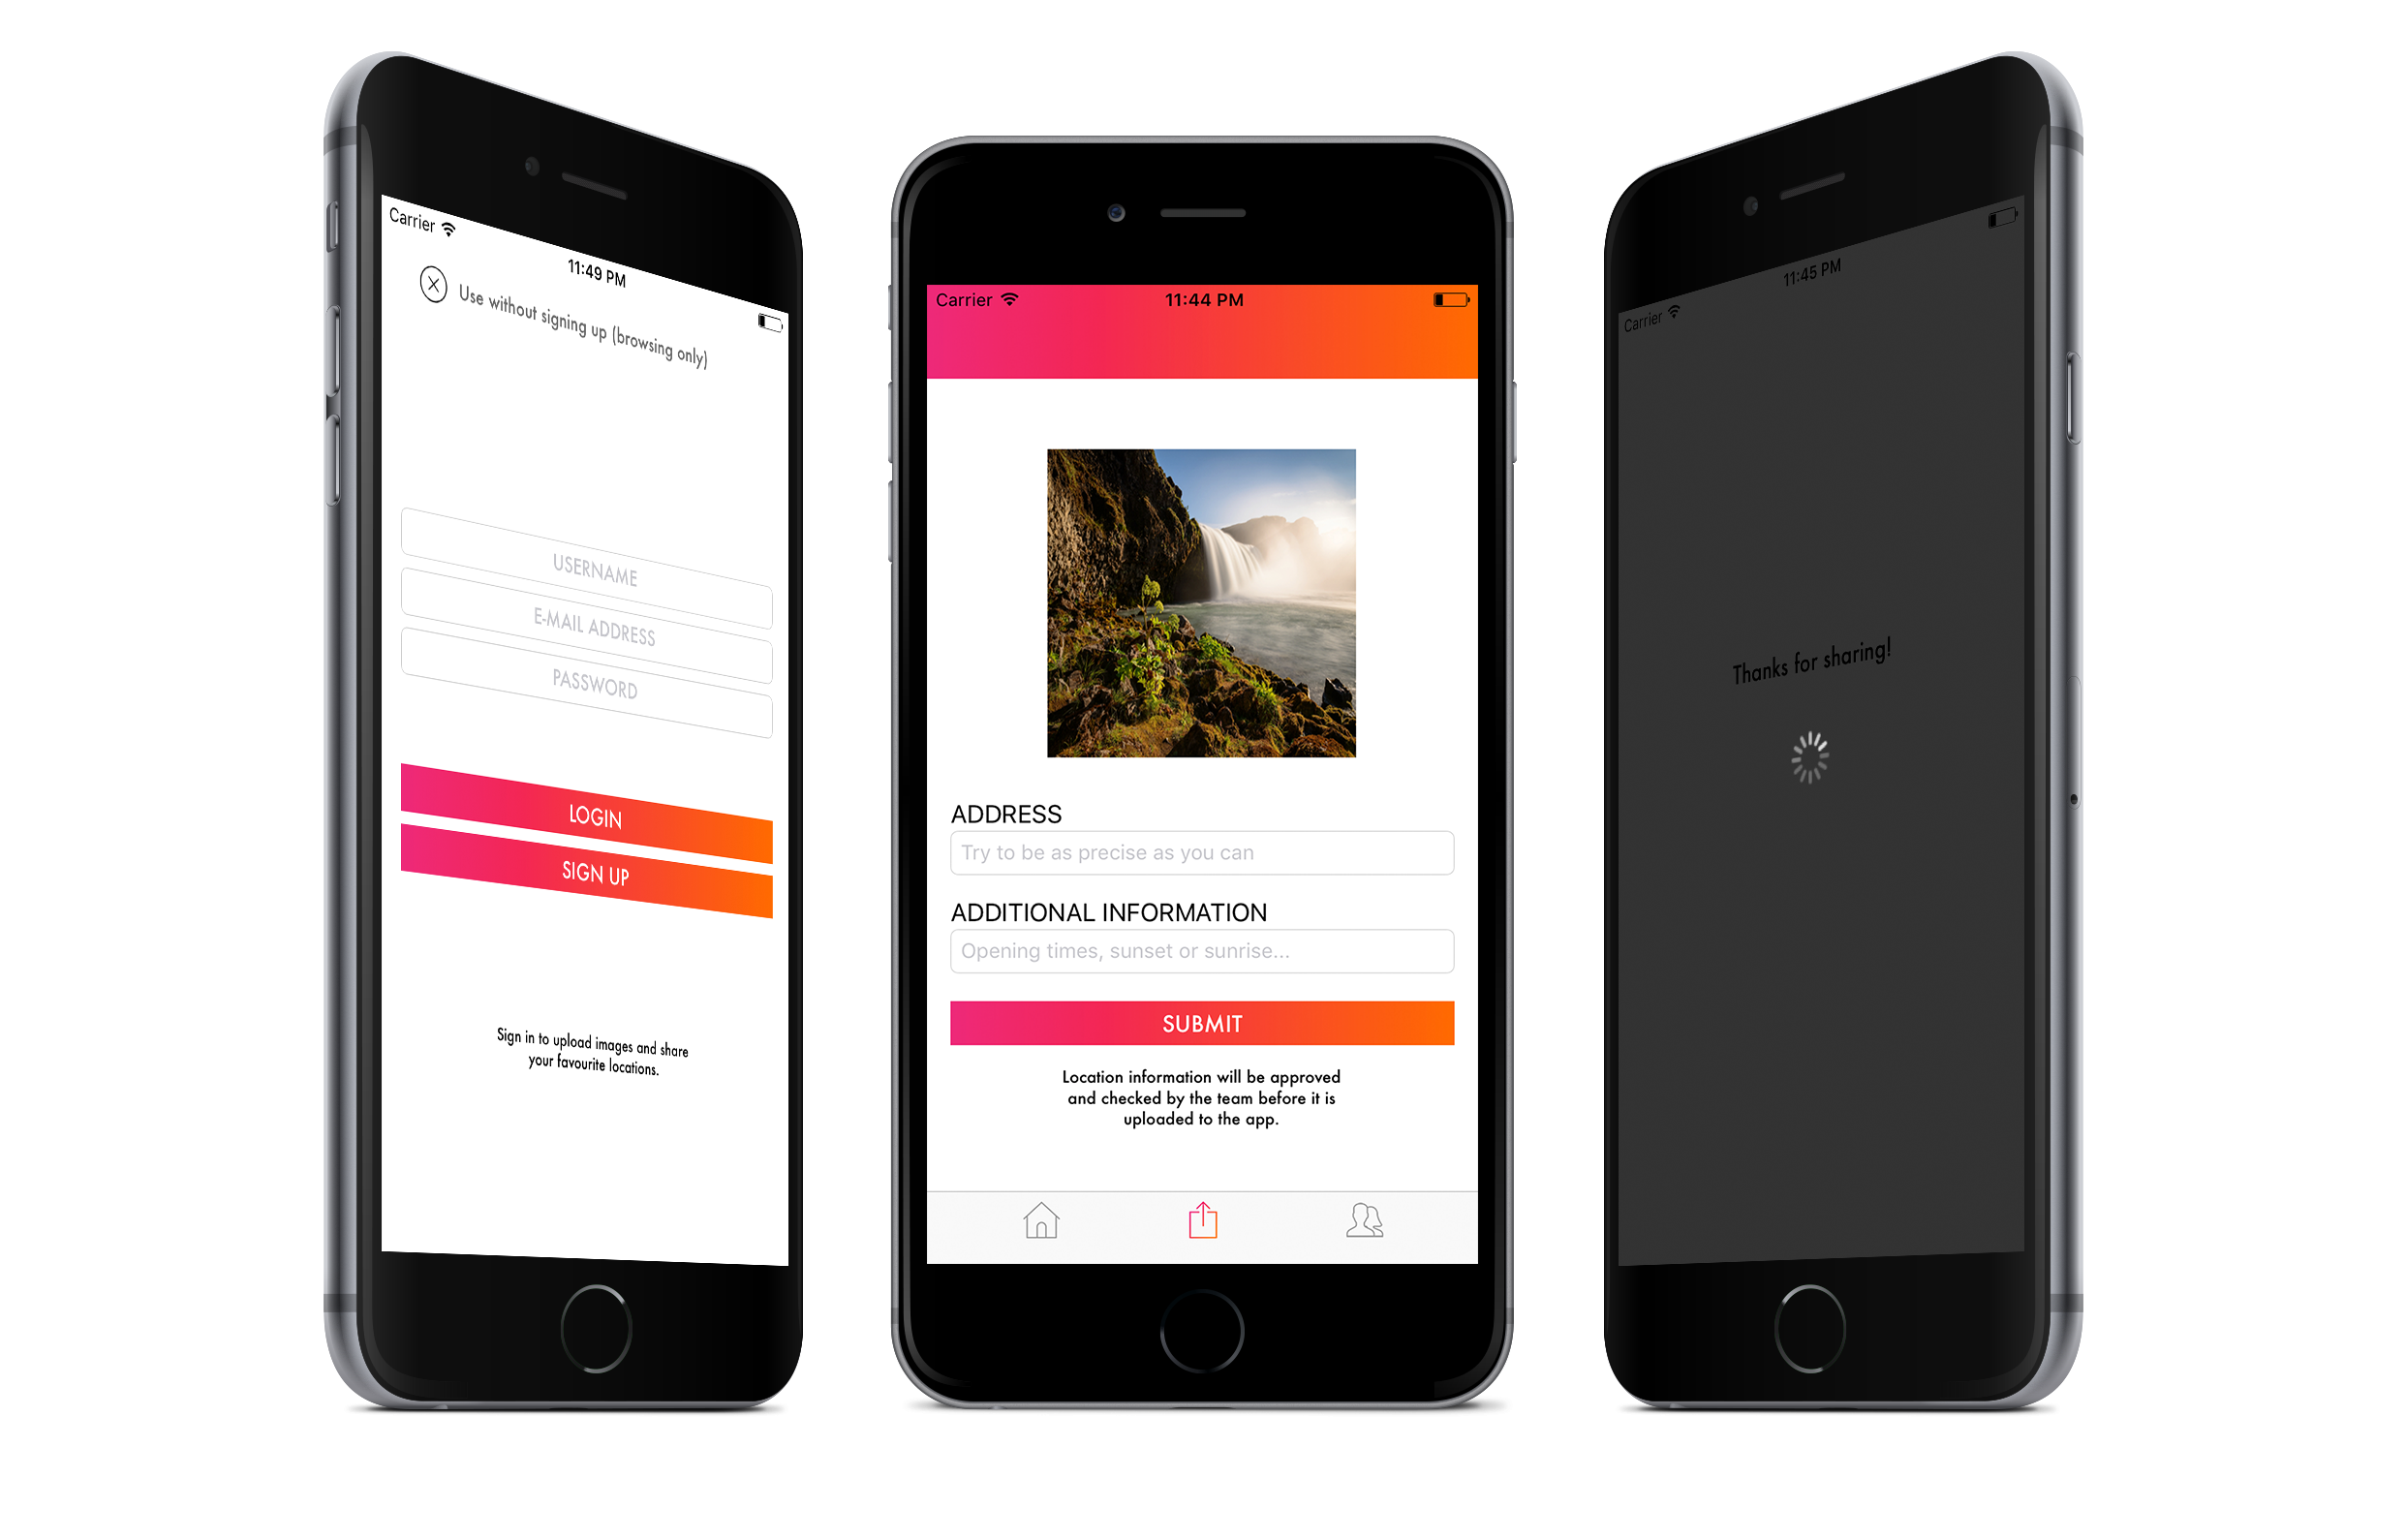 Carrier
11:49 PM
Use without signing up (browsing only)
USERNAME
E-MAIL ADDRESS
PASSWORD
LOGIN
SIGN UP
Sign in to upload images and share
your favourite locations.
Carrier
11:44 PM
ADDRESS
Try to be as precise as you can
ADDITIONAL INFORMATION
Opening times, sunset or sunrise...
SUBMIT
Location information will be approved
and checked by the team before it is
uploaded to the app.
Carrier
11:45 PM
Thanks for sharing!